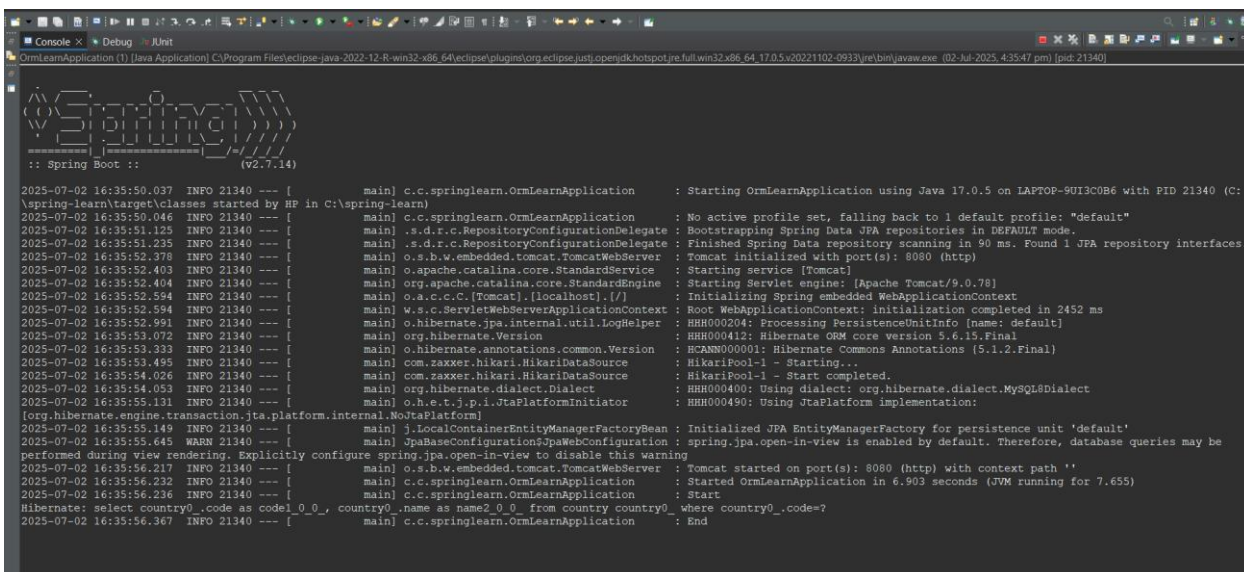 Console × Debug JUnit
OrmLearnApplication (1) [Java Application] C:\Program Files\eclipse-java-2022-12-R-win32-x86_64\eclipse\plugins\org.eclipse.justj.openjdk.hotspot.jre.full.win32.x86_64_17.0.5.v20221102-0933\jre\bin\javaw.exe (02-Jul-2025, 4:35:47 pm) [pid: 21340]
Spring
:: Spring Boot :: (v2.7.14)
2025-07-02 16:35:50.037 INFO 21340 --- [ main] c.c.springlearn.OrmLearnApplication : Starting OrmLearnApplication using Java 17.0.5 on LAPTOP-9UI3C0B6 with PID 21340 (C:
\spring-learn\target\classes started by HP in C:\spring-learn)
2025-07-02 16:35:50.046 INFO 21340 --- [ main] c.c.springlearn.OrmLearnApplication : No active profile set, falling back to 1 default profile: "default"
2025-07-02 16:35:51.125 INFO 21340 --- [ main] .s.d.r.c.RepositoryConfigurationDelegate : Bootstrapping Spring Data JPA repositories in DEFAULT mode.
2025-07-02 16:35:51.235 INFO 21340 --- [ main] .s.d.r.c.RepositoryConfigurationDelegate : Finished Spring Data repository scanning in 90 ms. Found 1 JPA repository interfaces
2025-07-02 16:35:52.378 INFO 21340 --- [ main] o.s.b.w.embedded.tomcat.TomcatWebServer : Tomcat initialized with port(s): 8080 (http)
2025-07-02 16:35:52.403 INFO 21340 --- [ main] o.apache.catalina.core.StandardService : Starting service [Tomcat]
2025-07-02 16:35:52.404 INFO 21340 --- [ main] org.apache.catalina.core.StandardEngine : Starting Servlet engine: [Apache Tomcat/9.0.78]
2025-07-02 16:35:52.594 INFO 21340 --- [ main] o.a.c.c.C.[Tomcat].[localhost].[/] : Initializing Spring embedded WebApplicationContext
2025-07-02 16:35:52.594 INFO 21340 --- [ main] w.s.c.ServletWebServerApplicationContext : Root WebApplicationContext: initialization completed in 2452 ms
2025-07-02 16:35:52.991 INFO 21340 --- [ main] o.hibernate.jpa.internal.util.LogHelper : HHH000204: Processing PersistenceUnitInfo [name: default]
2025-07-02 16:35:53.072 INFO 21340 --- [ main] org.hibernate.Version : HHH000412: Hibernate ORM core version 5.6.15.Final
2025-07-02 16:35:53.333 INFO 21340 --- [ main] o.hibernate.annotations.common.Version : HCANN000001: Hibernate Commons Annotations {5.1.2.Final}
2025-07-02 16:35:53.495 INFO 21340 --- [ main] com.zaxxer.hikari.HikariDataSource : HikariPool-1 - Starting...
2025-07-02 16:35:54.026 INFO 21340 --- [ main] com.zaxxer.hikari.HikariDataSource : HikariPool-1 - Start completed.
2025-07-02 16:35:54.053 INFO 21340 --- [ main] org.hibernate.dialect.Dialect : HHH000400: Using dialect: org.hibernate.dialect.MySQL8Dialect
2025-07-02 16:35:55.131 INFO 21340 --- [ main] o.h.e.t.j.p.i.JtaPlatformInitiator : HHH000490: Using JtaPlatform implementation:
[org.hibernate.engine.transaction.jta.platform.internal.NoJtaPlatform]
2025-07-02 16:35:55.149 INFO 21340 --- [ main] j.LocalContainerEntityManagerFactoryBean : Initialized JPA EntityManagerFactory for persistence unit 'default'
2025-07-02 16:35:55.645 WARN 21340 --- [ main] JpaBaseConfiguration$JpaWebConfiguration : spring.jpa.open-in-view is enabled by default. Therefore, database queries may be
performed during view rendering. Explicitly configure spring.jpa.open-in-view to disable this warning
2025-07-02 16:35:56.217 INFO 21340 --- [ main] o.s.b.w.embedded.tomcat.TomcatWebServer : Tomcat started on port(s): 8080 (http) with context path ''
2025-07-02 16:35:56.232 INFO 21340 --- [ main] c.c.springlearn.OrmLearnApplication : Started OrmLearnApplication in 6.903 seconds (JVM running for 7.655)
2025-07-02 16:35:56.236 INFO 21340 --- [ main] c.c.springlearn.OrmLearnApplication : Start
Hibernate: select country0_.code as code1_0_0_, country0_.name as name2_0_0_ from country country0_ where country0_.code=?
2025-07-02 16:35:56.367 INFO 21340 --- [ main] c.c.springlearn.OrmLearnApplication : End